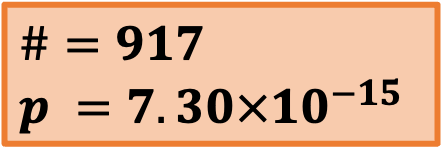 # = 917
p = 7.30×10⁻¹⁵